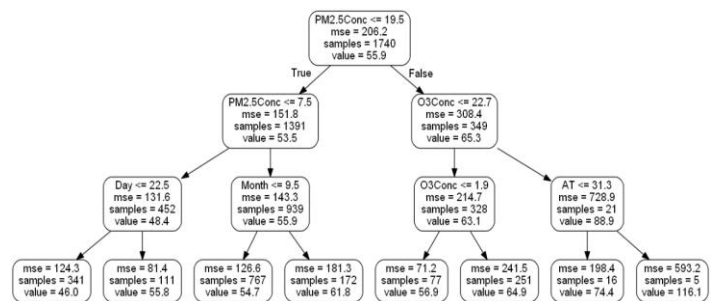 PM2.5Conc <= 19.5
mse = 206.2
samples = 1740
value = 55.9
True
False
PM2.5Conc <= 7.5
mse = 151.8
samples = 1391
value = 53.5
O3Conc <= 22.7
mse = 308.4
samples = 349
value = 65.3
Day <= 22.5
mse = 131.6
samples = 452
value = 48.4
Month <= 9.5
mse = 143.3
samples = 939
value = 55.9
O3Conc <= 1.9
mse = 214.7
samples = 328
value = 63.1
AT <= 31.3
mse = 728.9
samples = 21
value = 88.9
mse = 124.3
samples = 341
value = 46.0
mse = 81.4
samples = 111
value = 55.8
mse = 126.6
samples = 767
value = 54.7
mse = 181.3
samples = 172
value = 61.8
mse = 71.2
samples = 77
value = 56.9
mse = 241.5
samples = 251
value = 64.9
mse = 198.4
samples = 16
value = 74.4
mse = 593.2
samples = 5
value = 116.1